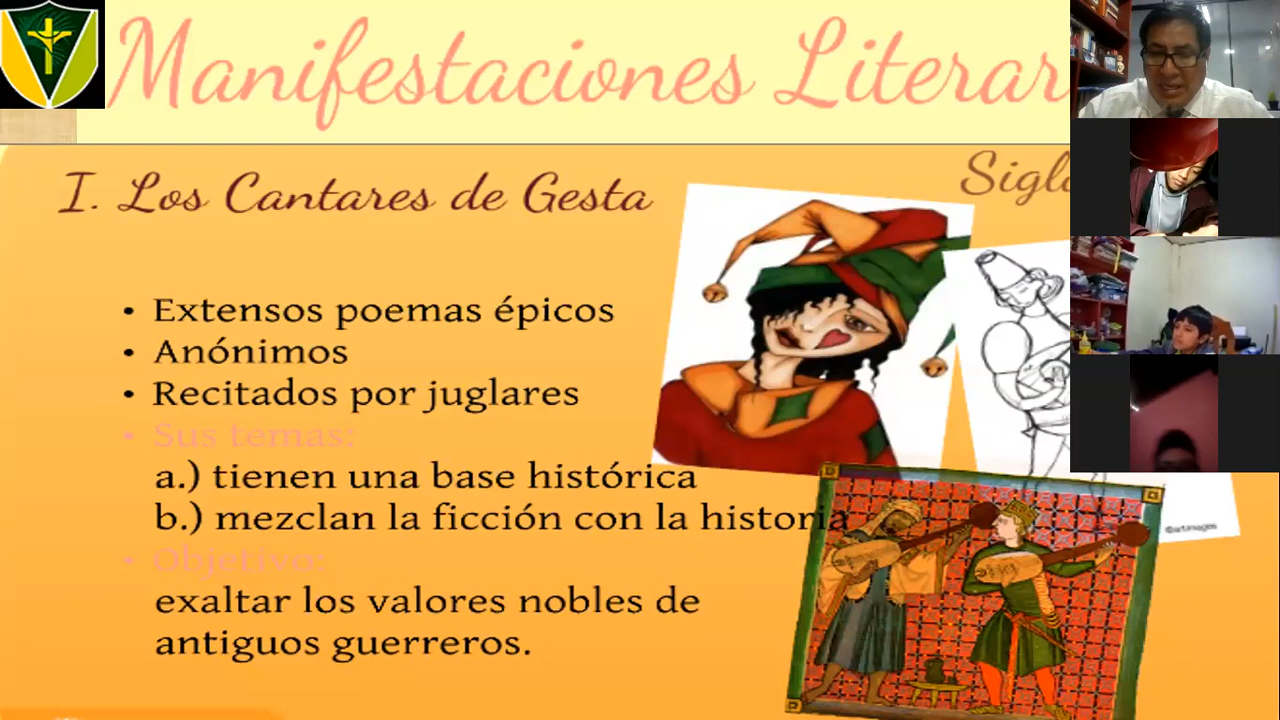 Manifestaciones Literar
I. Los Cantares de Gesta
Siglo
• Extensos poemas épicos
• Anónimos
• Recitados por juglares
• Sus temas:
a.) tienen una base histórica
b.) mezclan la ficción con la historia
• Objetivo:
exaltar los valores nobles de
antiguos guerreros.